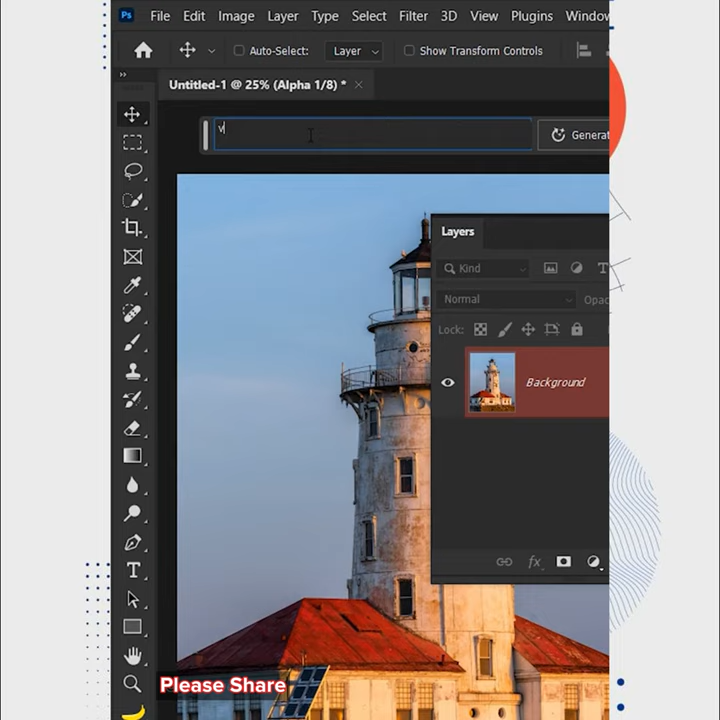 Ps File Edit Image Layer Type Select Filter 3D View Plugins Window
Auto-Select: Layer Show Transform Controls
Untitled-1 @ 25% (Alpha 1/8) *
v
Generat
Layers
Kind T
Normal Opac
Lock:
Background
fx
T
Please Share